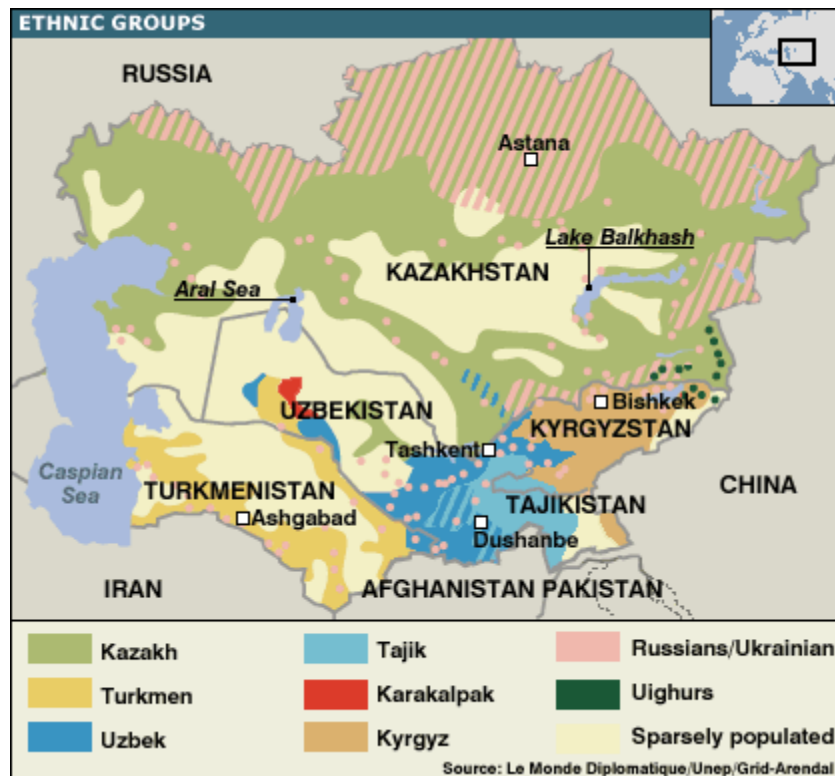 ETHNIC GROUPS
RUSSIA
Astana
Lake Balkhash
KAZAKHSTAN
Aral Sea
UZBEKISTAN
Bishkek
KYRGYZSTAN
Tashkent
Caspian
Sea
TURKMENISTAN
TAJIKISTAN
CHINA
Ashgabad
Dushanbe
IRAN
AFGHANISTAN PAKISTAN
Kazakh
Tajik
Russians/Ukrainian
Turkmen
Karakalpak
Uighurs
Uzbek
Kyrgyz
Sparsely populated
Source: Le Monde Diplomatique/Unep/Grid-Arendal